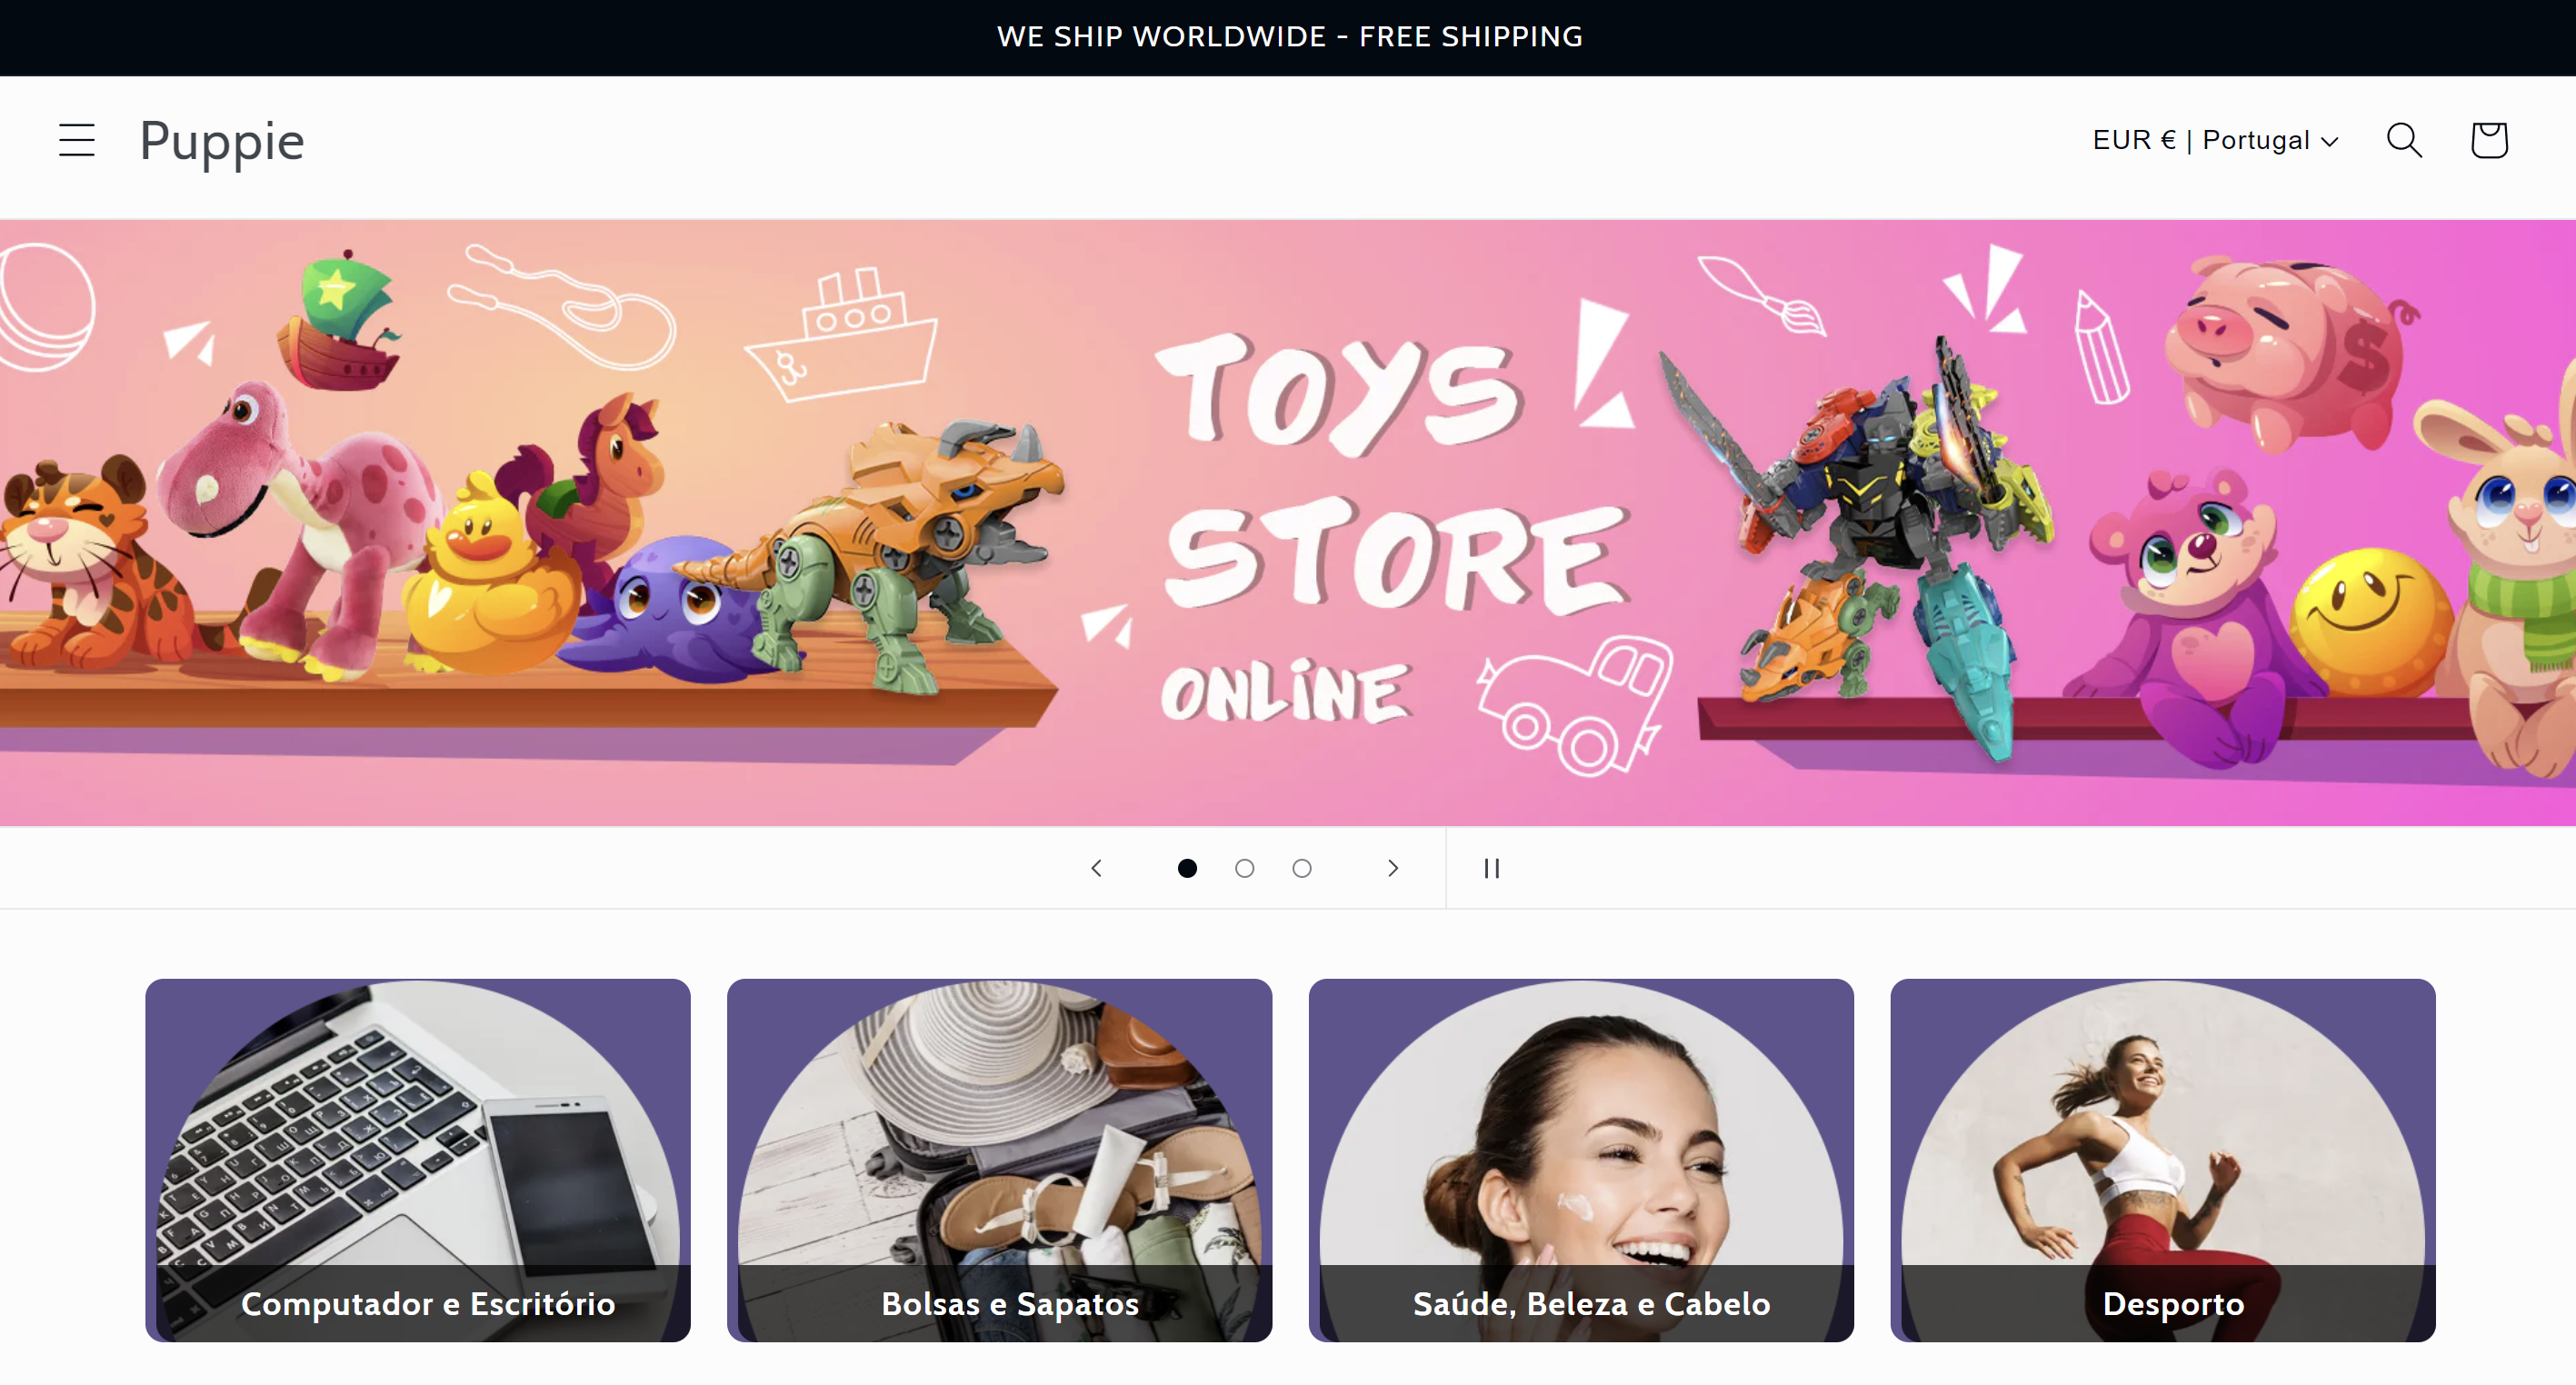 WE SHIP WORLDWIDE - FREE SHIPPING
Puppie
EUR € | Portugal
TOYS
STORE
ONLINE
Computador e Escritório
Bolsas e Sapatos
Saúde, Beleza e Cabelo
Desporto